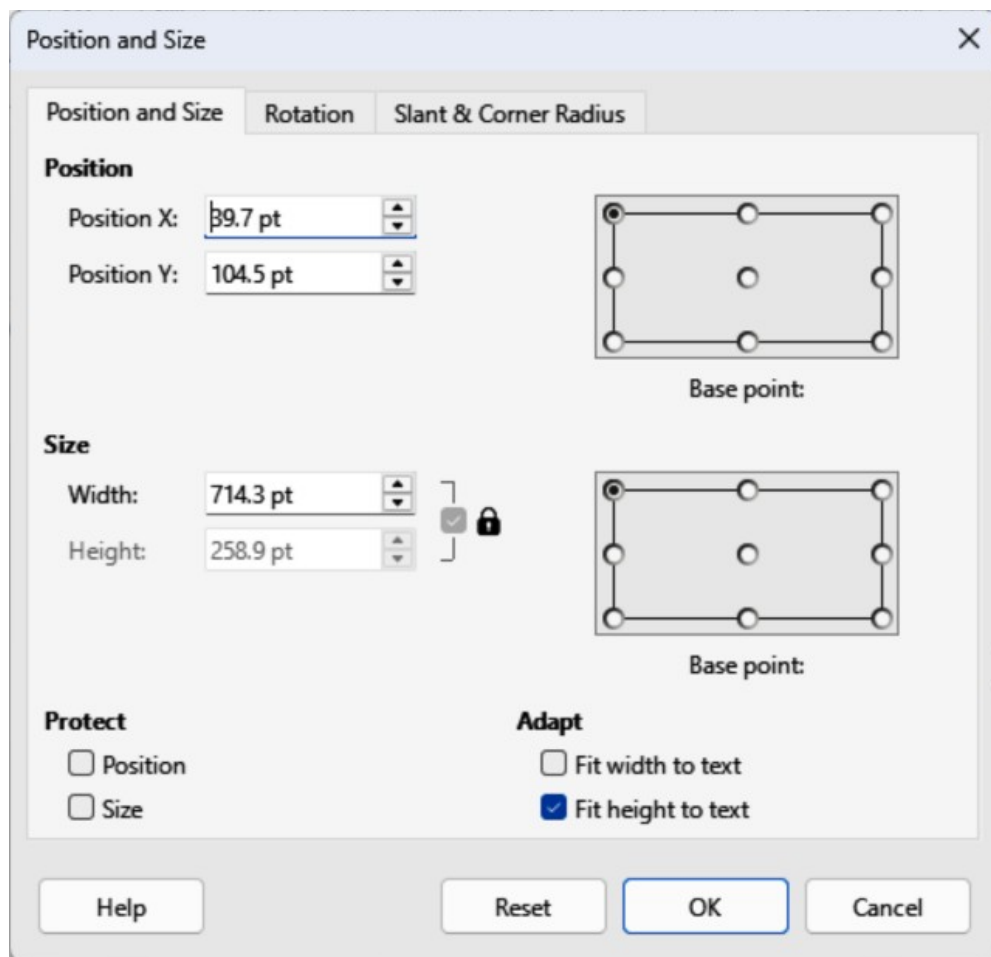 Position and Size
Position and Size Rotation Slant & Corner Radius
Position
Position X: 39.7 pt
Position Y: 104.5 pt
Base point:
Size
Width: 714.3 pt
Height: 258.9 pt
Base point:
Protect Adapt
Position Fit width to text
Size Fit height to text
Help Reset OK Cancel